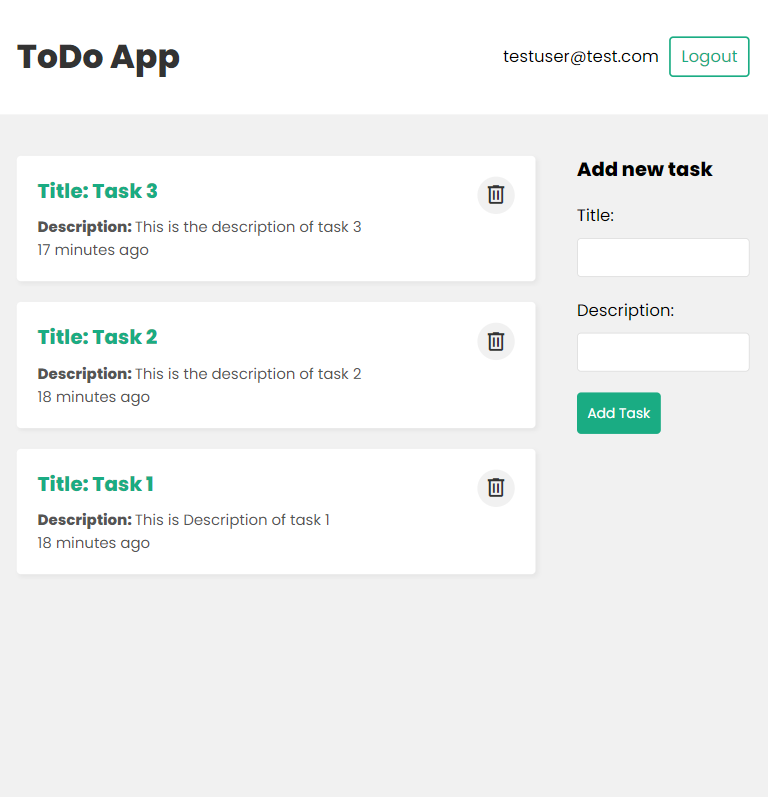 ToDo App
testuser@test.com
Logout
Title: Task 3
Description: This is the description of task 3
17 minutes ago
Title: Task 2
Description: This is the description of task 2
18 minutes ago
Title: Task 1
Description: This is Description of task 1
18 minutes ago
Add new task
Title:
Description:
Add Task